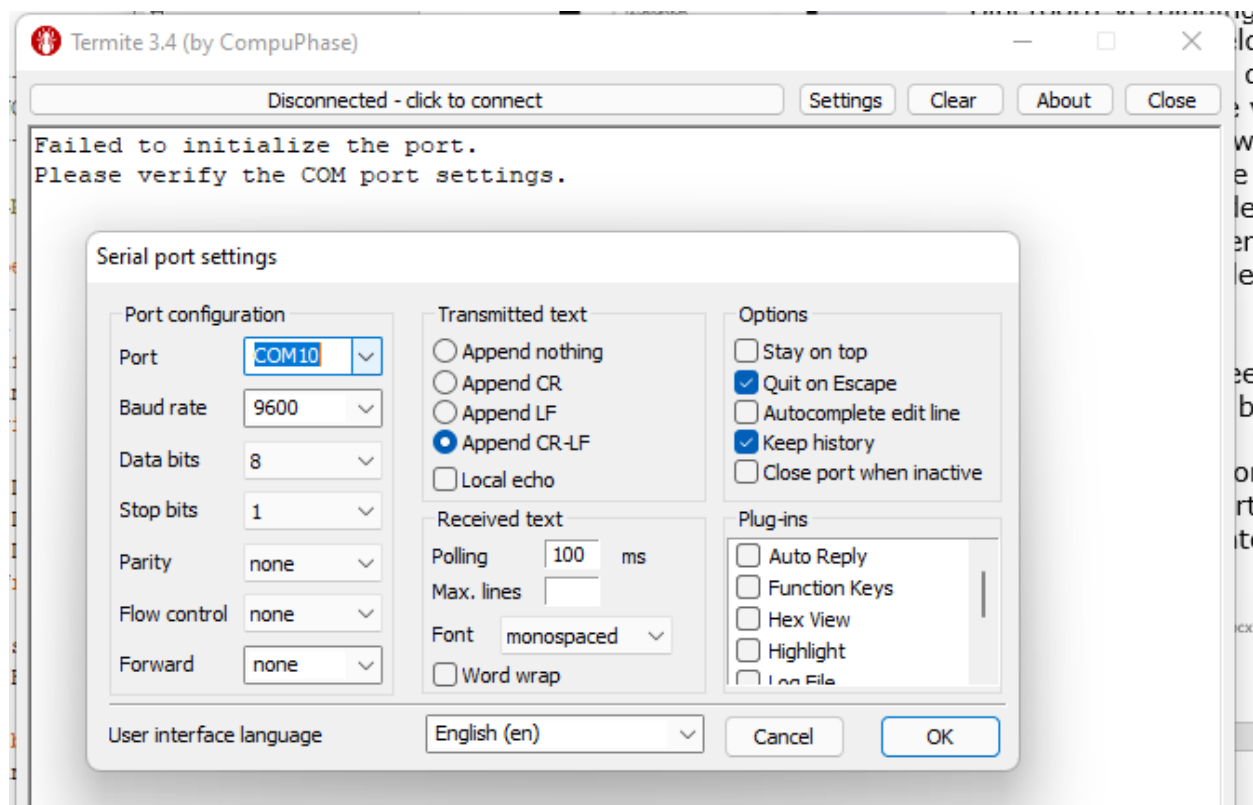 Termite 3.4 (by CompuPhase)
Disconnected - click to connect
Settings
Clear
About
Close
Failed to initialize the port.
Please verify the COM port settings.
Serial port settings
Port configuration
Port
COM10
Baud rate
9600
Data bits
8
Stop bits
1
Parity
none
Flow control
none
Forward
none
Transmitted text
Append nothing
Append CR
Append LF
Append CR-LF
Local echo
Received text
Polling
100
ms
Max. lines
Font
monospaced
Word wrap
Options
Stay on top
Quit on Escape
Autocomplete edit line
Keep history
Close port when inactive
Plug-ins
Auto Reply
Function Keys
Hex View
Highlight
Log File
User interface language
English (en)
Cancel
OK